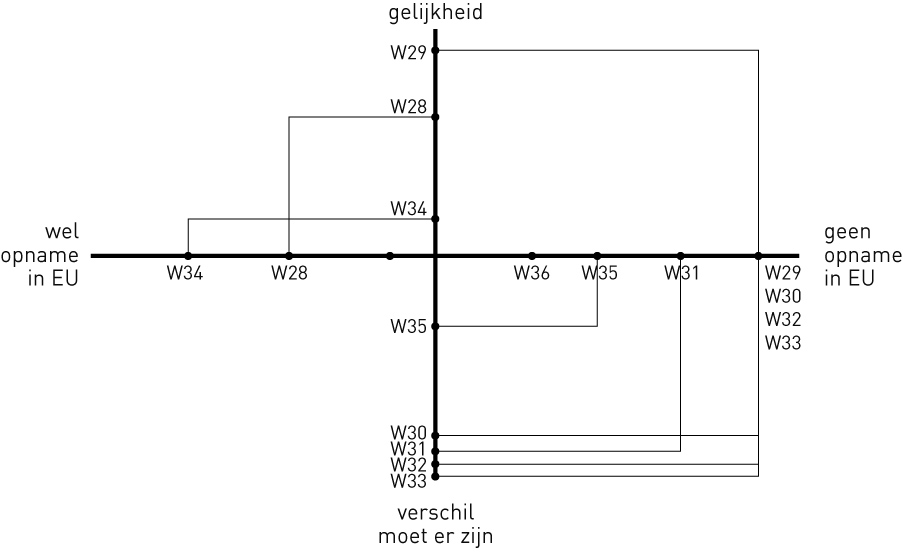 gelijkheid
W29
W28
W34
wel
opname
in EU
geen
opname
in EU
W34
W28
W36
W35
W31
W29
W30
W32
W33
W35
W30
W31
W32
W33
verschil
moet er zijn